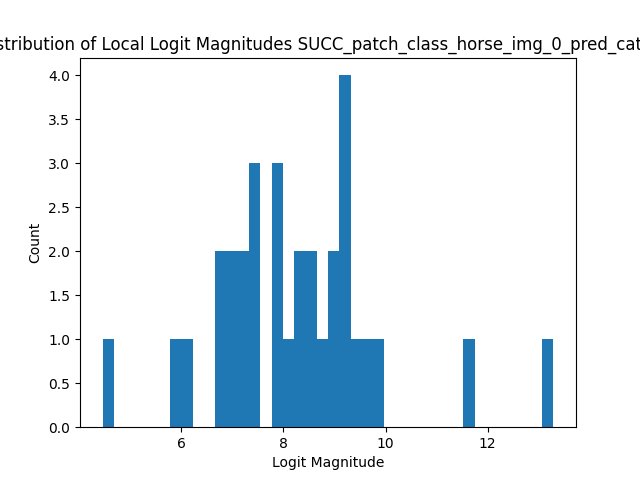 stribution of Local Logit Magnitudes SUCC_patch_class_horse_img_0_pred_cat
4.0
3.5
3.0
2.5
2.0
1.5
1.0
0.5
0.0
Count
6 8 10 12
Logit Magnitude